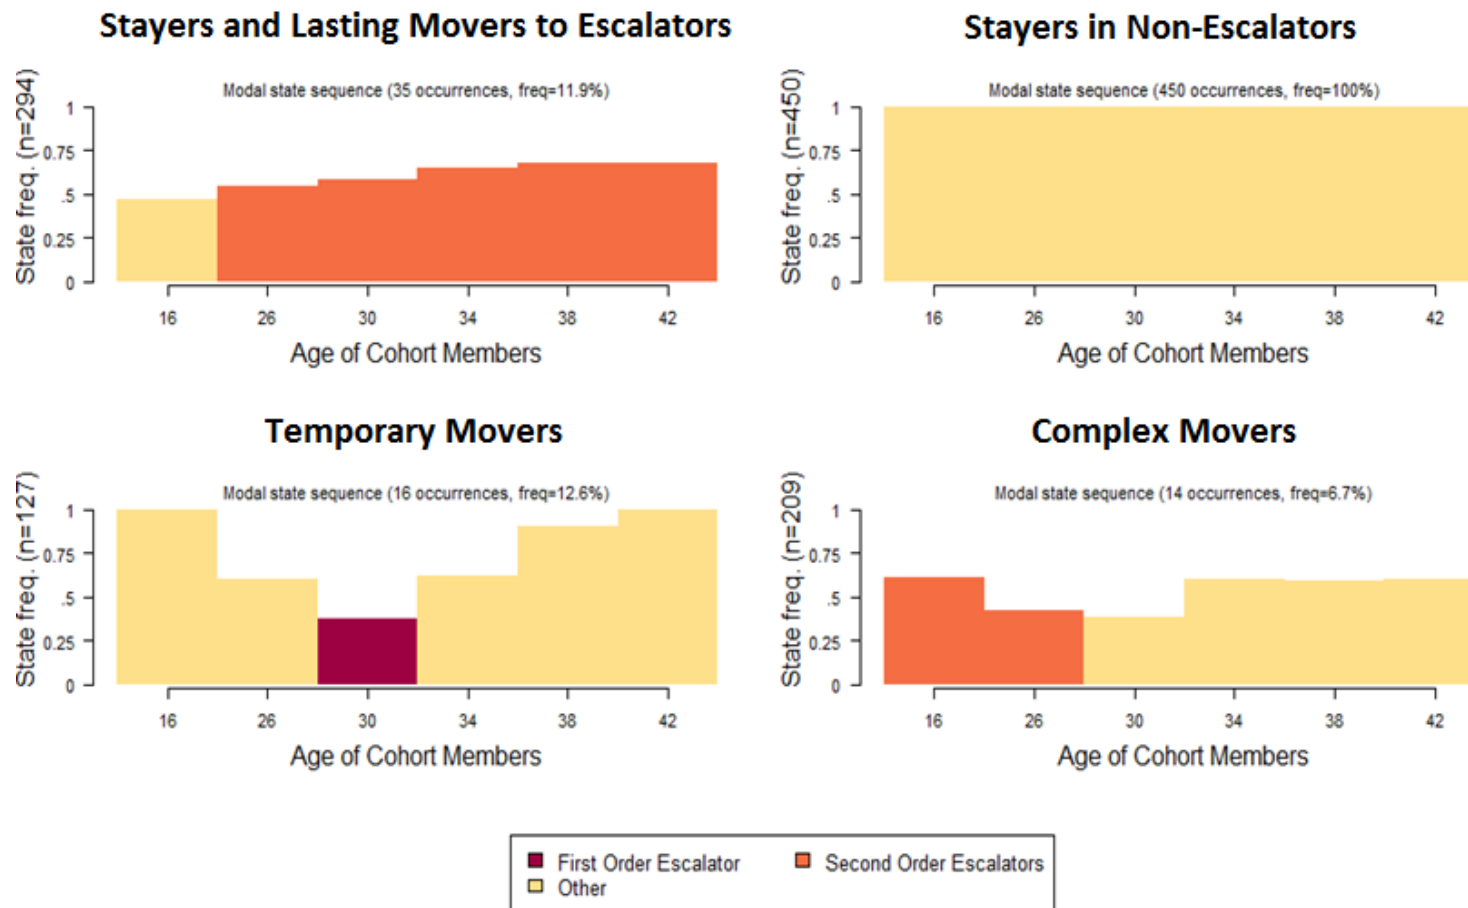 Stayers and Lasting Movers to Escalators
Modal state sequence (35 occurrences, freq=11.9%)
State freq. (n=294)
1
0.75
.5
0.25
0
16 26 30 34 38 42
Age of Cohort Members
Stayers in Non-Escalators
Modal state sequence (450 occurrences, freq=100%)
State freq. (n=450)
1
0.75
.5
0.25
0
16 26 30 34 38 42
Age of Cohort Members
Temporary Movers
Modal state sequence (16 occurrences, freq=12.6%)
State freq. (n=127)
1
0.75
.5
0.25
0
16 26 30 34 38 42
Age of Cohort Members
Complex Movers
Modal state sequence (14 occurrences, freq=6.7%)
State freq. (n=209)
1
0.75
.5
0.25
0
16 26 30 34 38 42
Age of Cohort Members
First Order Escalator Second Order Escalators
Other